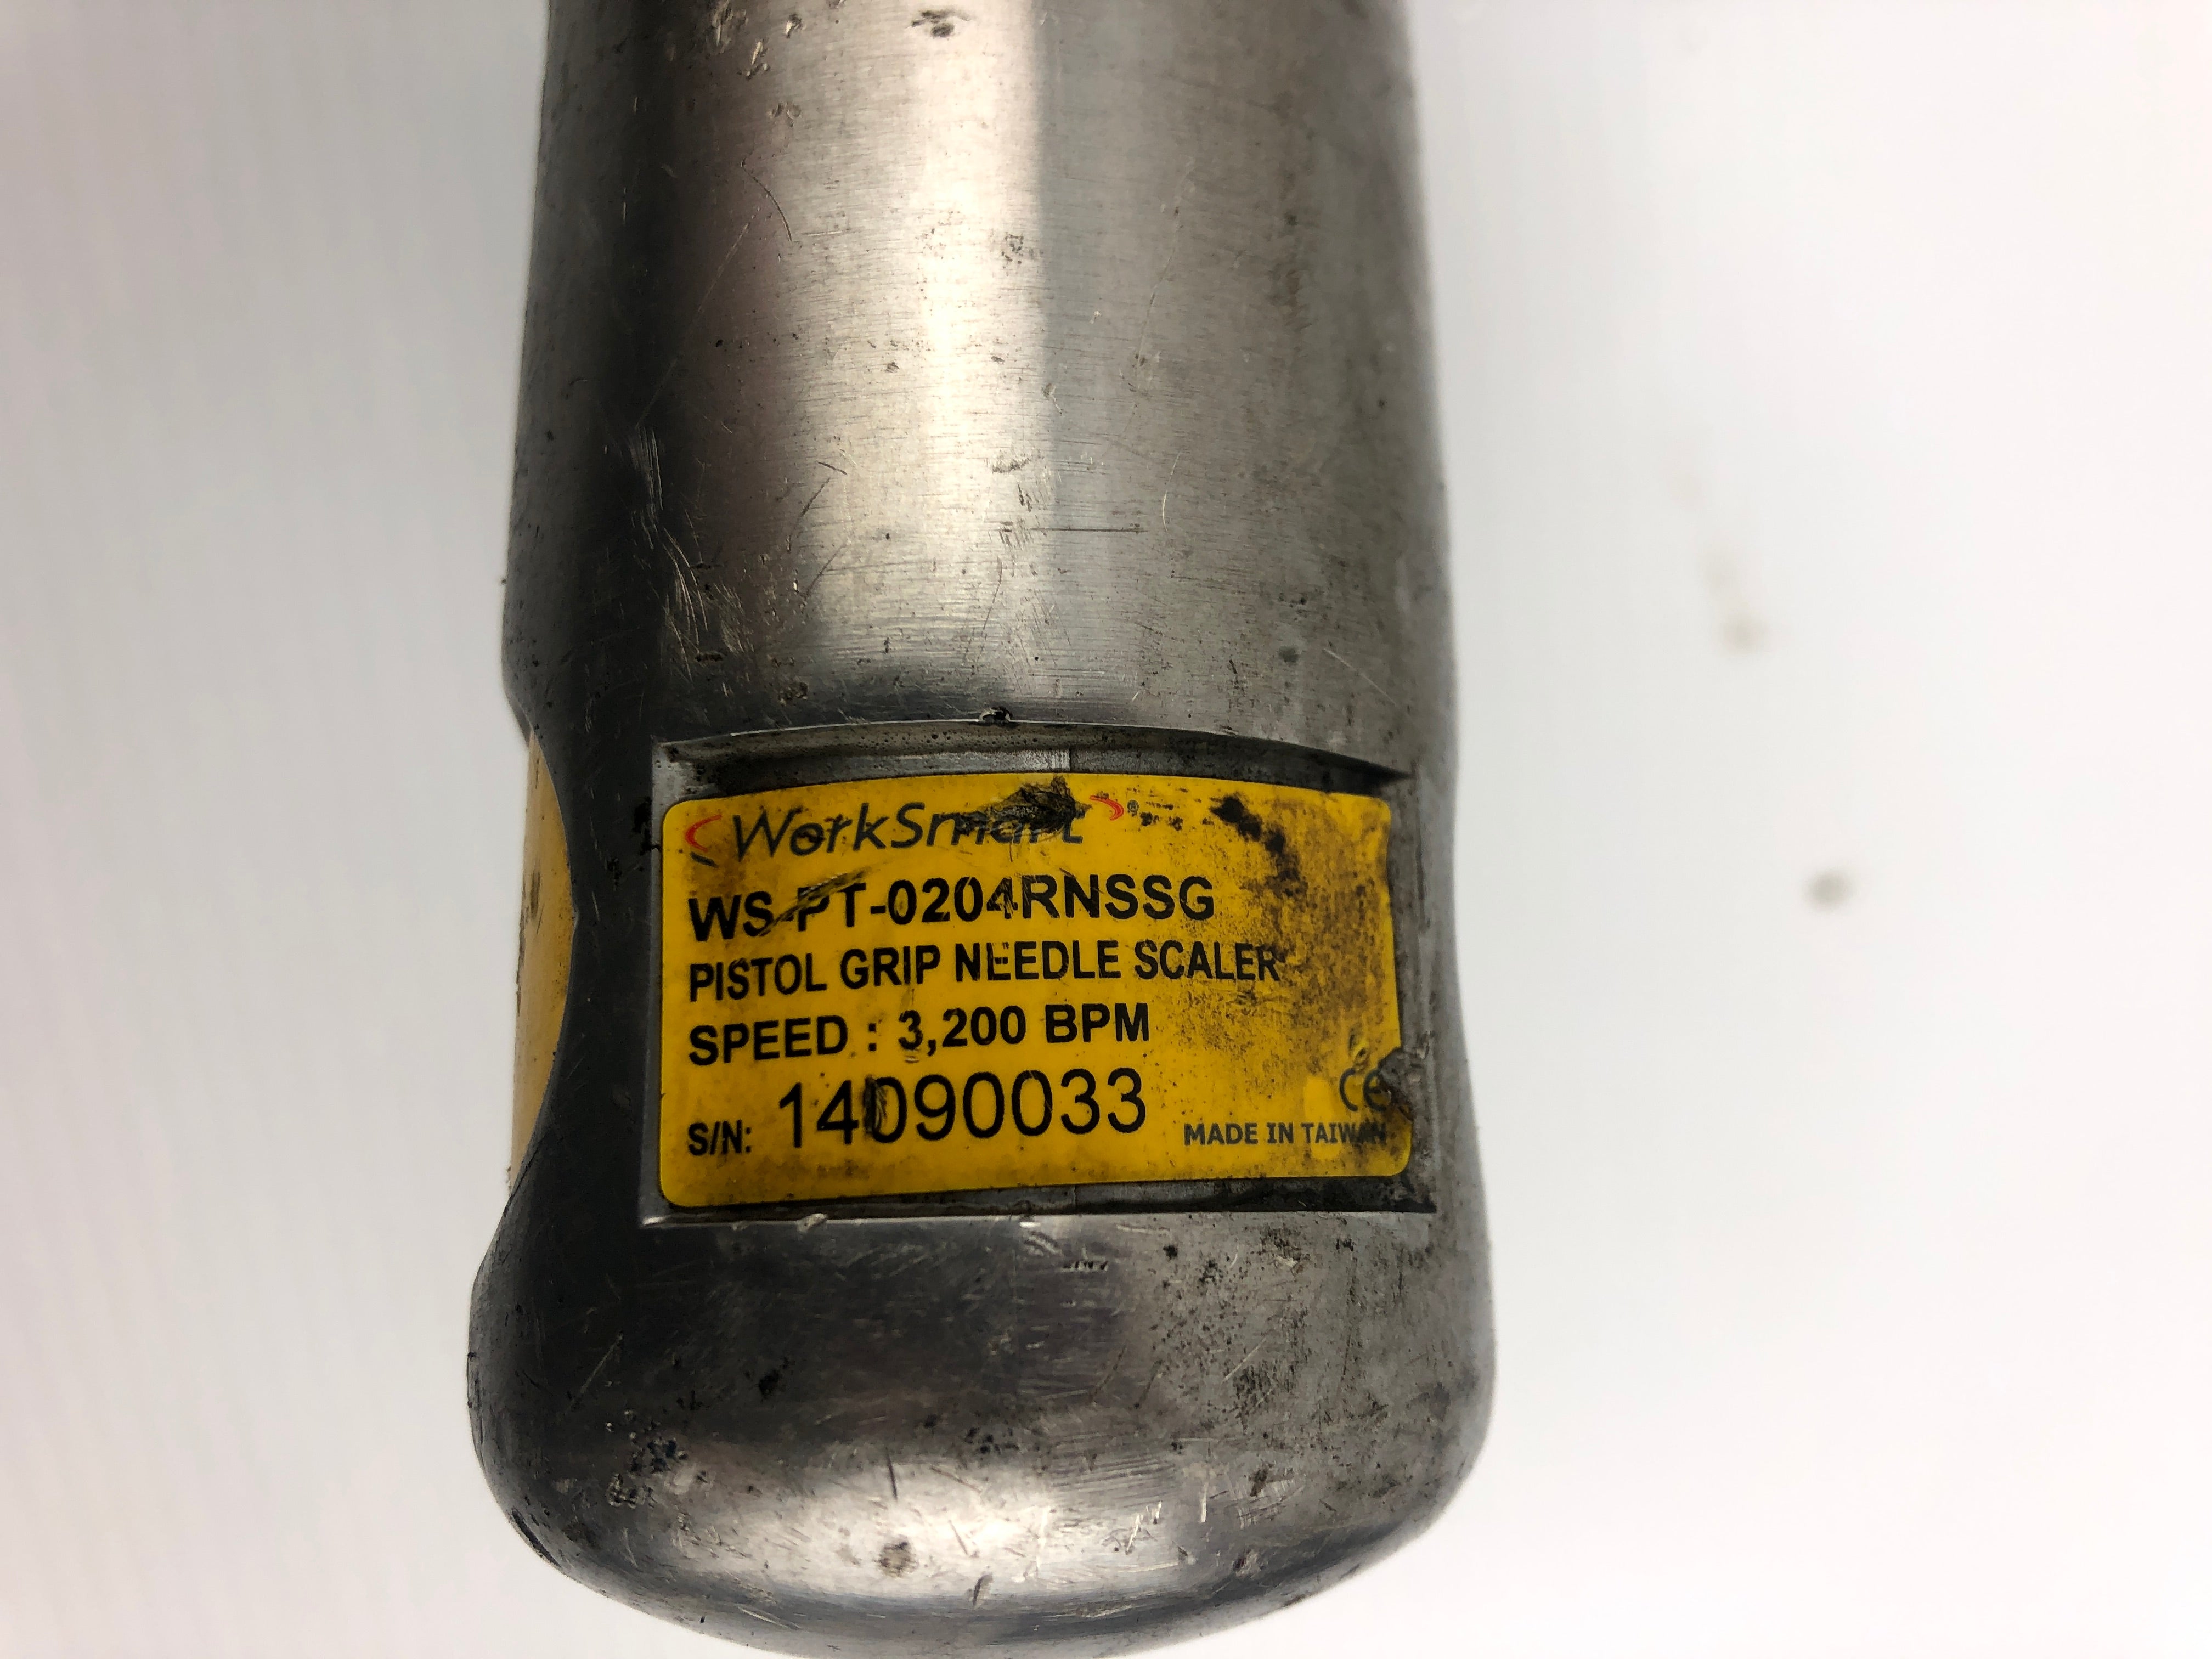 WorkSmart®
WS-PT-0204RNSSG
PISTOL GRIP NEEDLE SCALER
SPEED : 3,200 BPM
S/N: 14090033
CE
MADE IN TAIWAN